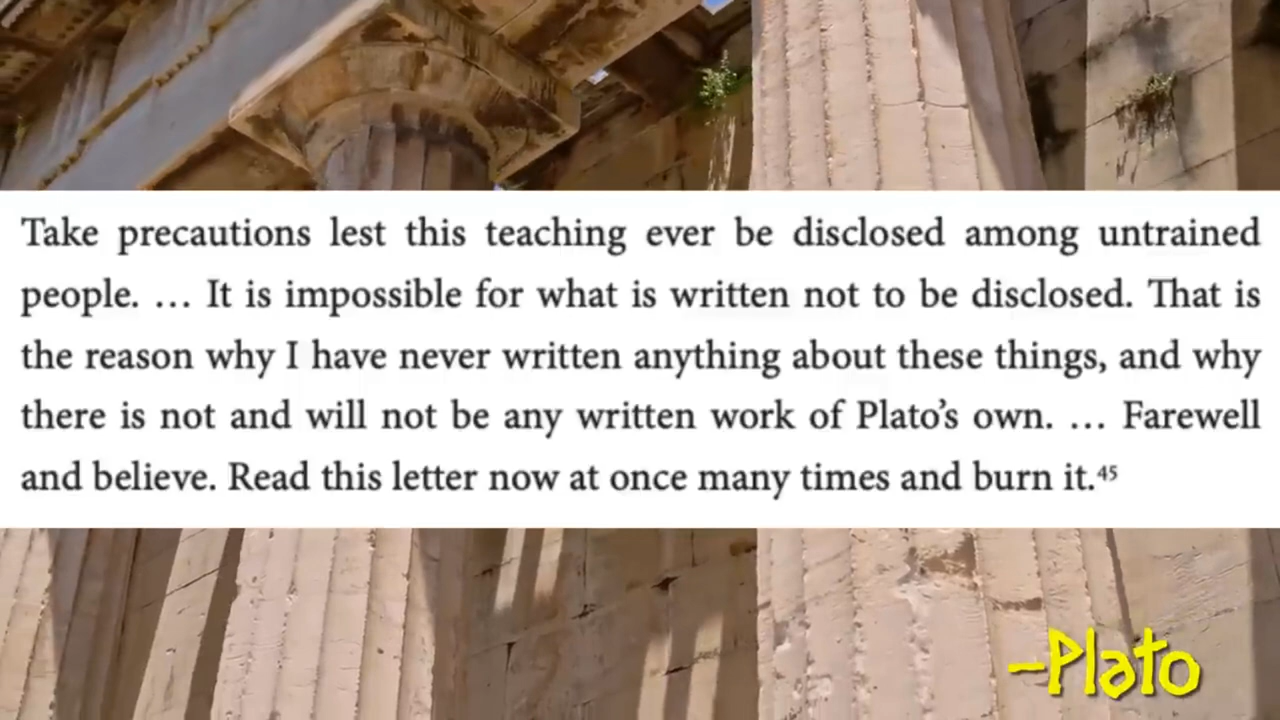 Take precautions lest this teaching ever be disclosed among untrained
people. … It is impossible for what is written not to be disclosed. That is
the reason why I have never written anything about these things, and why
there is not and will not be any written work of Plato’s own. … Farewell
and believe. Read this letter now at once many times and burn it.⁴⁵
–Plato